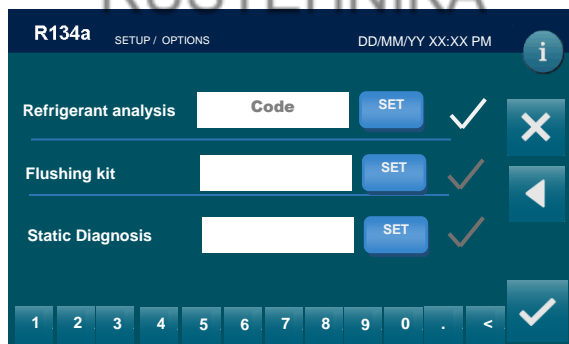 R134a SETUP / OPTIONS DD/MM/YY XX:XX PM i
Refrigerant analysis Code SET
Flushing kit SET
Static Diagnosis SET
1 2 3 4 5 6 7 8 9 0 . <